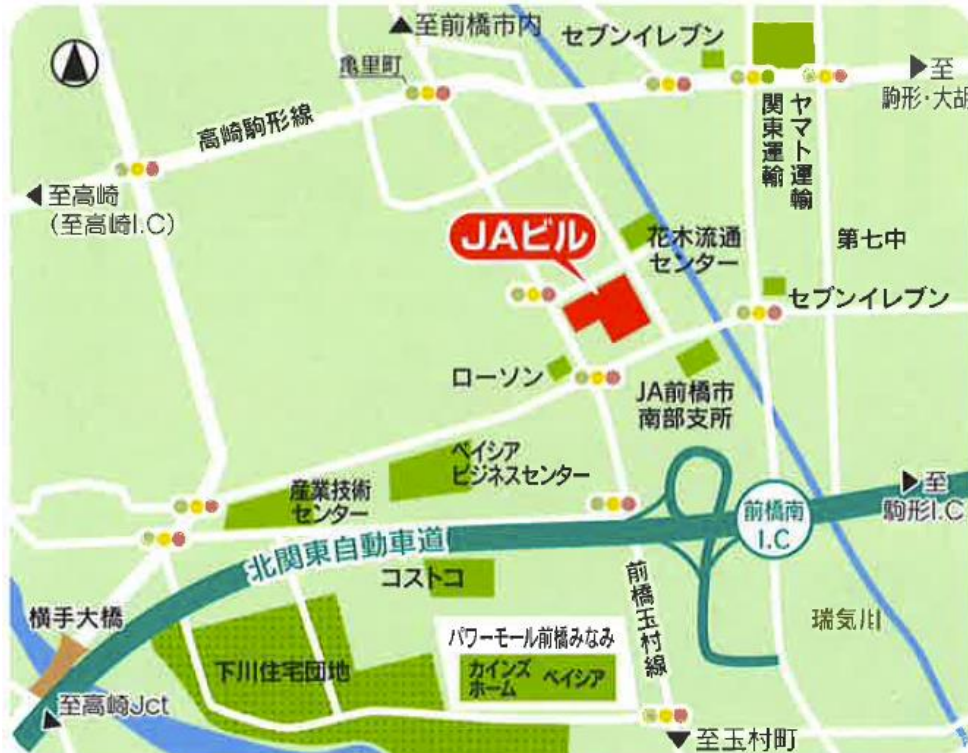 ▲至前橋市内
セブンイレブン
亀里町
▶至
駒形・大胡
高崎駒形線
関東運輸
ヤマト運輸
◀至高崎
(至高崎I.C)
JAビル
花木流通
センター
第七中
セブンイレブン
ローソン
JA前橋市
南部支所
ベイシア
ビジネスセンター
産業技術
センター
前橋南
I.C
▶至
駒形I.C
北関東自動車道
コストコ
前橋玉村線
横手大橋
パワーモール前橋みなみ
カインズ
ホーム
ベイシア
瑞気川
下川住宅団地
至高崎Jct
▼至玉村町